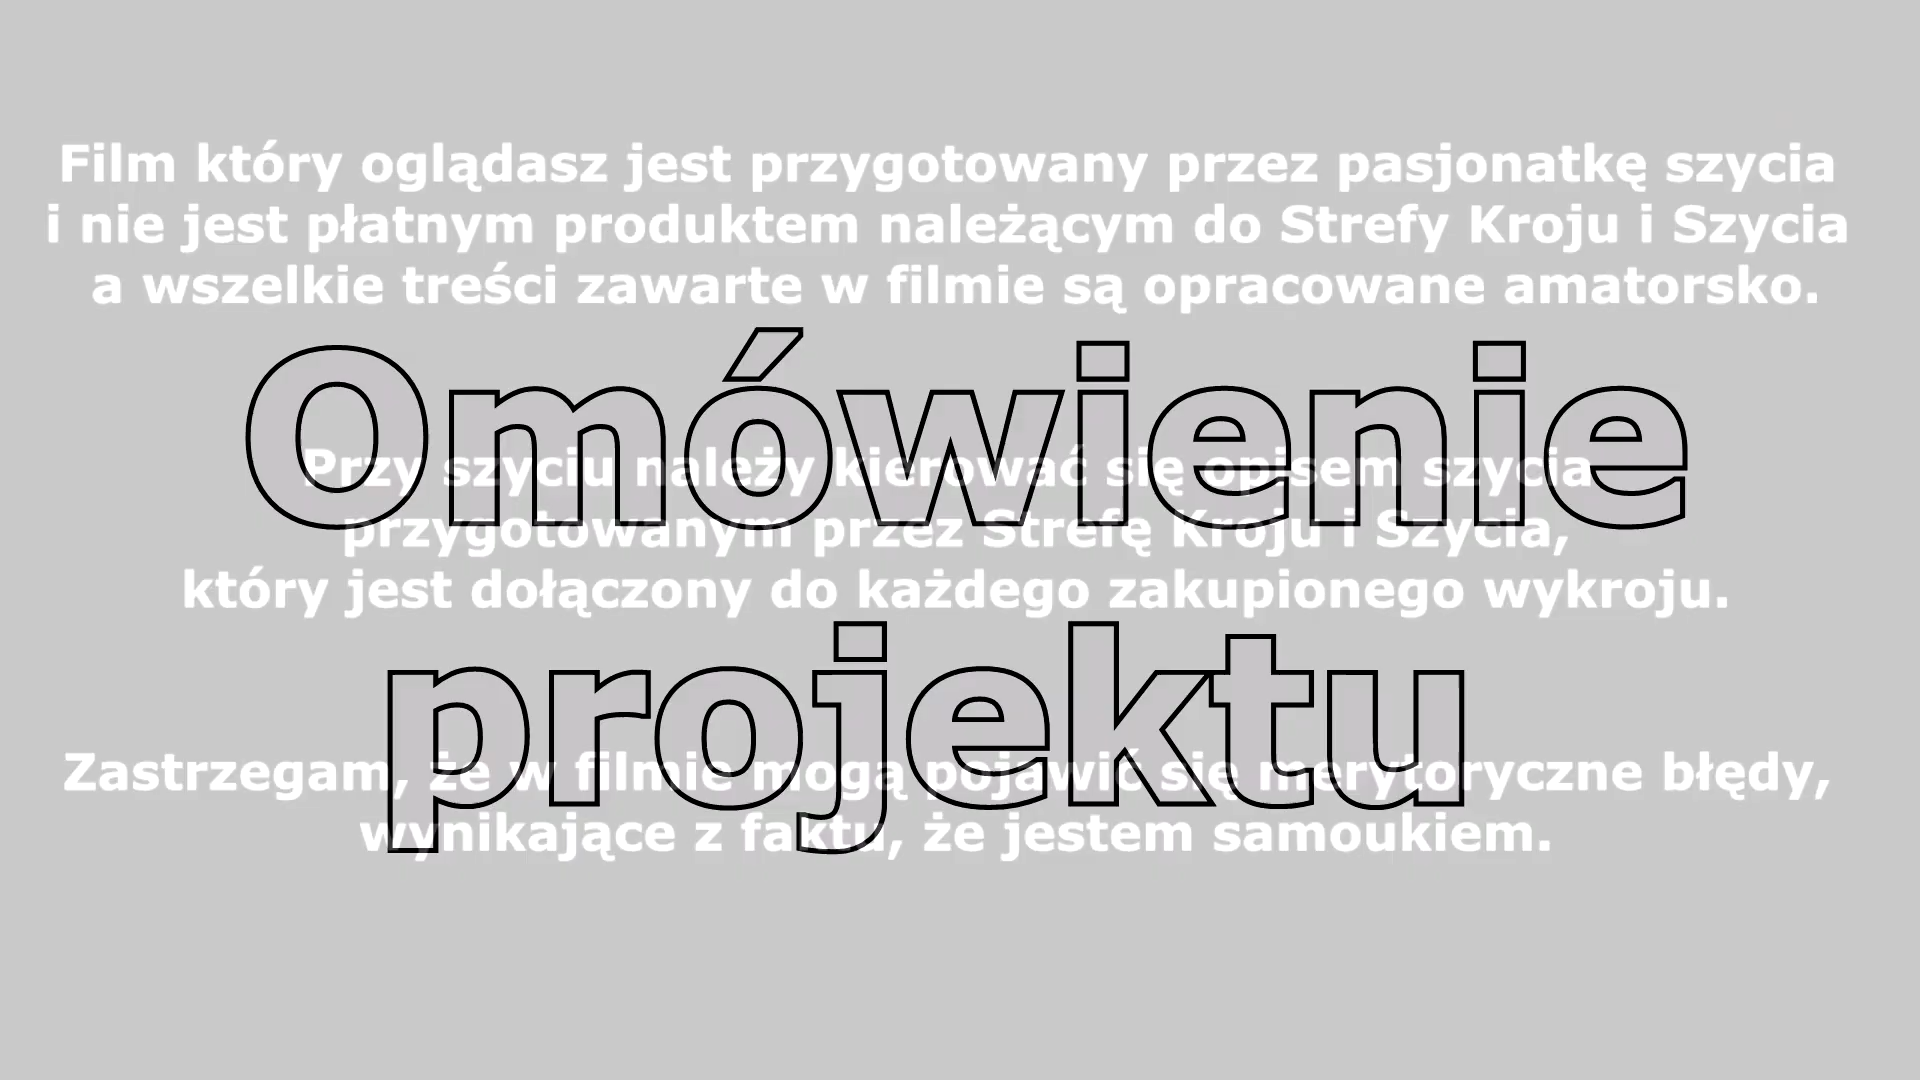 Film który oglądasz jest przygotowany przez pasjonatkę szycia
i nie jest płatnym produktem należącym do Strefy Kroju i Szycia
a wszelkie treści zawarte w filmie są opracowane amatorsko.
Omówienie
Przy szyciu należy kierować się opisem szycia
przygotowanym przez Strefę Kroju i Szycia,
który jest dołączony do każdego zakupionego wykroju.
projektu
Zastrzegam, że w filmie mogą pojawić się merytoryczne błędy,
wynikające z faktu, że jestem samoukiem.